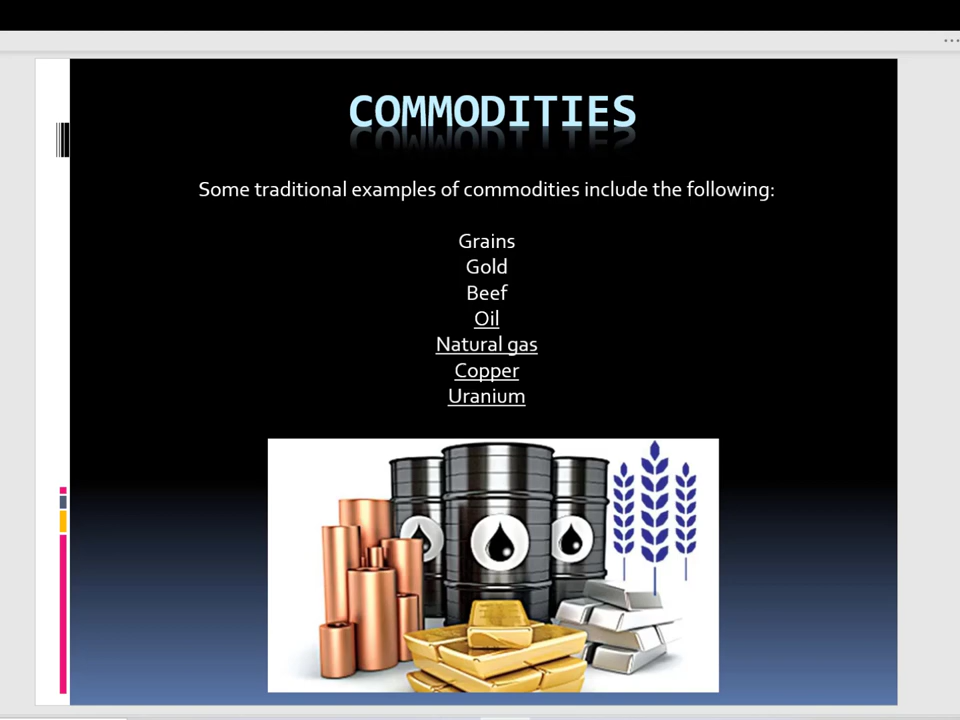 COMMODITIES
Some traditional examples of commodities include the following:
Grains
Gold
Beef
Oil
Natural gas
Copper
Uranium